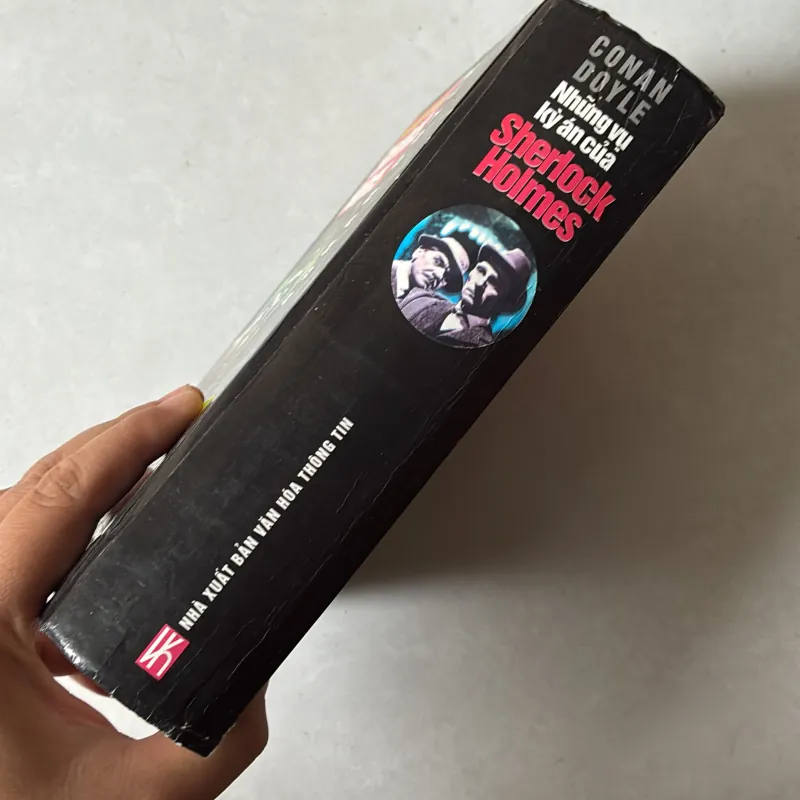 CONAN
DOYLE
Những vụ
kỳ án của
Sherlock
Holmes
NHÀ XUẤT BẢN VĂN HÓA THÔNG TIN